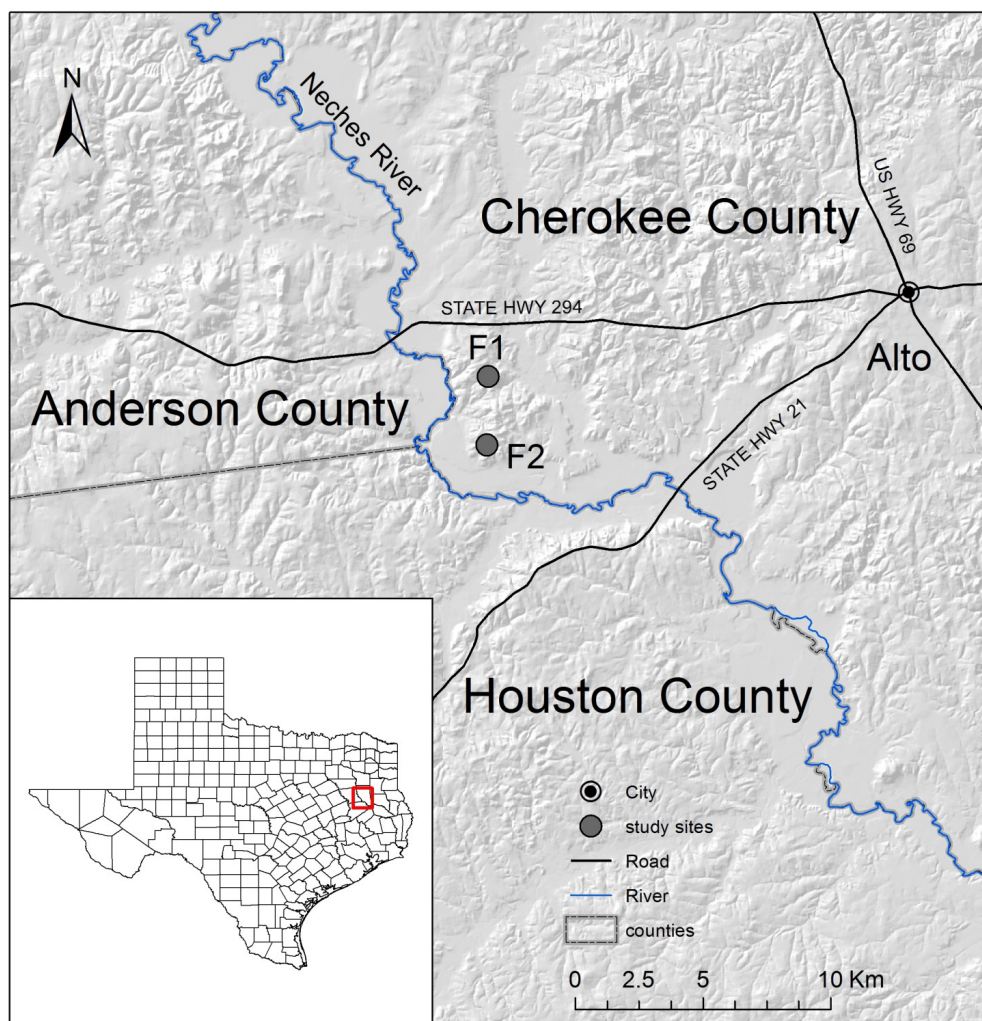 N
Neches River
Cherokee County
US HWY 69
STATE HWY 294
F1
Alto
Anderson County
STATE HWY 21
F2
Houston County
City
study sites
Road
River
counties
0 2.5 5 10 Km